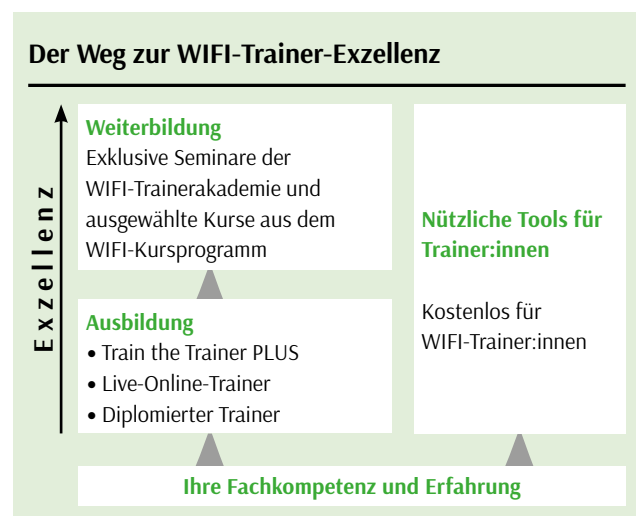 Der Weg zur WIFI-Trainer-Exzellenz
Exzellenz
Weiterbildung
Exklusive Seminare der
WIFI-Trainerakademie und
ausgewählte Kurse aus dem
WIFI-Kursprogramm
Ausbildung
• Train the Trainer PLUS
• Live-Online-Trainer
• Diplomierter Trainer
Nützliche Tools für
Trainer:innen
Kostenlos für
WIFI-Trainer:innen
Ihre Fachkompetenz und Erfahrung